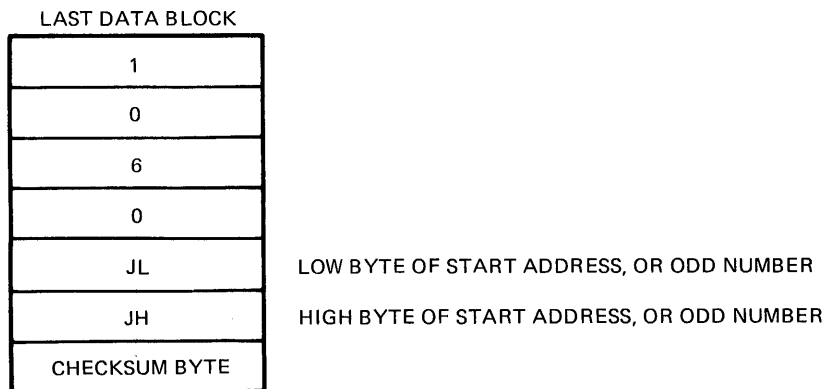 LAST DATA BLOCK
1
0
6
0
JL LOW BYTE OF START ADDRESS, OR ODD NUMBER
JH HIGH BYTE OF START ADDRESS, OR ODD NUMBER
CHECKSUM BYTE